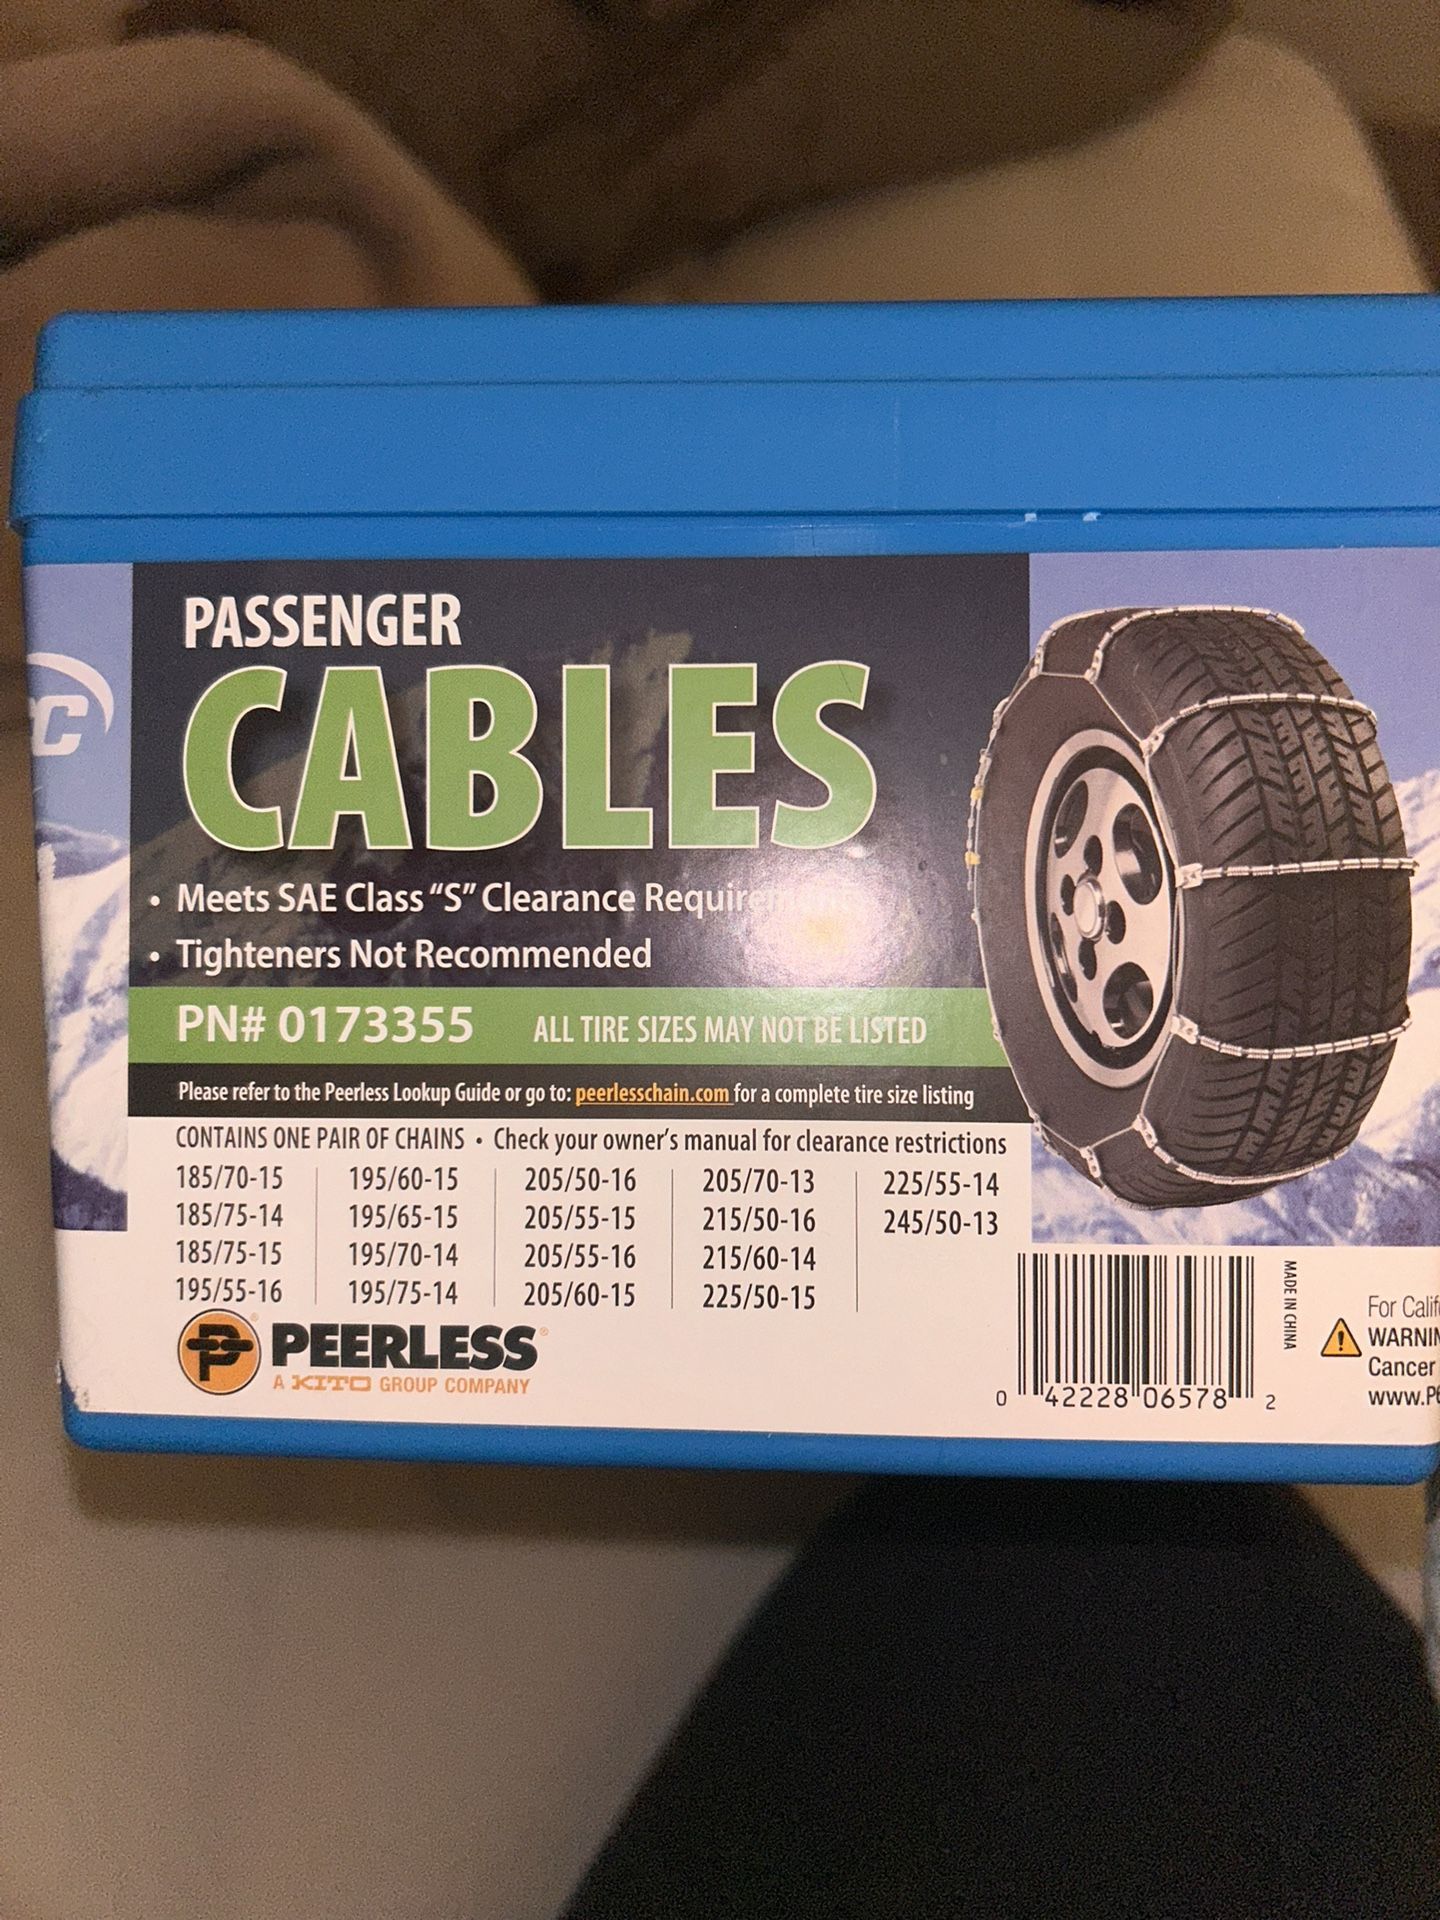 PASSENGER
CABLES
• Meets SAE Class "S" Clearance
• Tighteners Not Recommended
PN# 0173355 ALL TIRE SIZES MAY NOT BE LISTED
Please refer to the Peerless Lookup Guide or go to: peerlesschain.com for a complete tire size listing
CONTAINS ONE PAIR OF CHAINS • Check your owner's manual for clearance restrictions
185/70-15 195/60-15 205/50-16 205/70-13 225/55-14
185/75-14 195/65-15 205/55-15 215/50-16 245/50-13
185/75-15 195/70-14 205/55-16 215/60-14
195/55-16 195/75-14 205/60-15 225/50-15
P PEERLESS®
A KITO GROUP COMPANY
0 42228 06578 2
MADE IN CHINA
For
Cancer